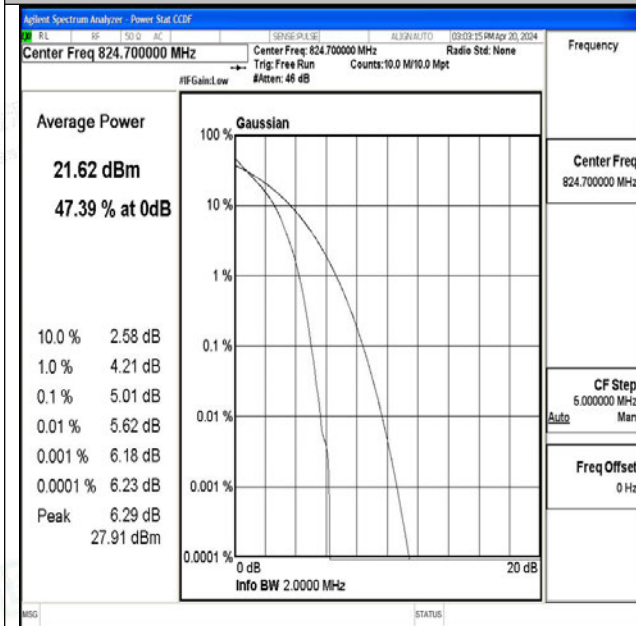 Agilent Spectrum Analyzer - Power Stat CCDF
RL RF 50 Ω AC SENSE:PULSE ALIGN AUTO 03:03:15 PM Apr 20, 2024
Center Freq 824.700000 MHz
Center Freq: 824.700000 MHz
Radio Std: None
Trig: Free Run
Counts:10.0 M/10.0 Mpt
#IFGain:Low
#Atten: 46 dB
Frequency
Average Power
21.62 dBm
47.39 % at 0dB
10.0 % 2.58 dB
1.0 % 4.21 dB
0.1 % 5.01 dB
0.01 % 5.62 dB
0.001 % 6.18 dB
0.0001 % 6.23 dB
Peak 6.29 dB
27.91 dBm
Gaussian
100 %
10 %
1 %
0.1 %
0.01 %
0.001 %
0.0001 %
0 dB
20 dB
Info BW 2.0000 MHz
Center Freq
824.700000 MHz
CF Step
5.000000 MHz
Auto Man
Freq Offset
0 Hz
MSG
STATUS